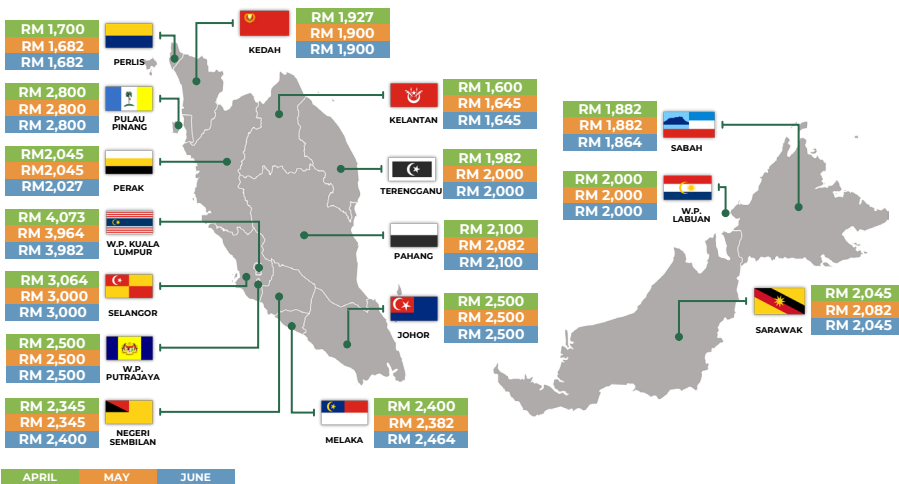 RM 1,700
RM 1,682
RM 1,682
PERLIS
RM 1,927
RM 1,900
RM 1,900
KEDAH
RM 2,800
RM 2,800
RM 2,800
PULAU
PINANG
RM 1,600
RM 1,645
RM 1,645
KELANTAN
RM2,045
RM2,045
RM2,027
PERAK
RM 1,982
RM 2,000
RM 2,000
TERENGGANU
RM 4,073
RM 3,964
RM 3,982
W.P. KUALA
LUMPUR
RM 2,100
RM 2,082
RM 2,100
PAHANG
RM 3,064
RM 3,000
RM 3,000
SELANGOR
RM 2,500
RM 2,500
RM 2,500
JOHOR
RM 2,500
RM 2,500
RM 2,500
W.P.
PUTRAJAYA
RM 2,345
RM 2,345
RM 2,400
NEGERI
SEMBILAN
RM 2,400
RM 2,382
RM 2,464
MELAKA
RM 1,882
RM 1,882
RM 1,864
SABAH
RM 2,000
RM 2,000
RM 2,000
W.P.
LABUAN
RM 2,045
RM 2,082
RM 2,045
SARAWAK
APRIL MAY JUNE